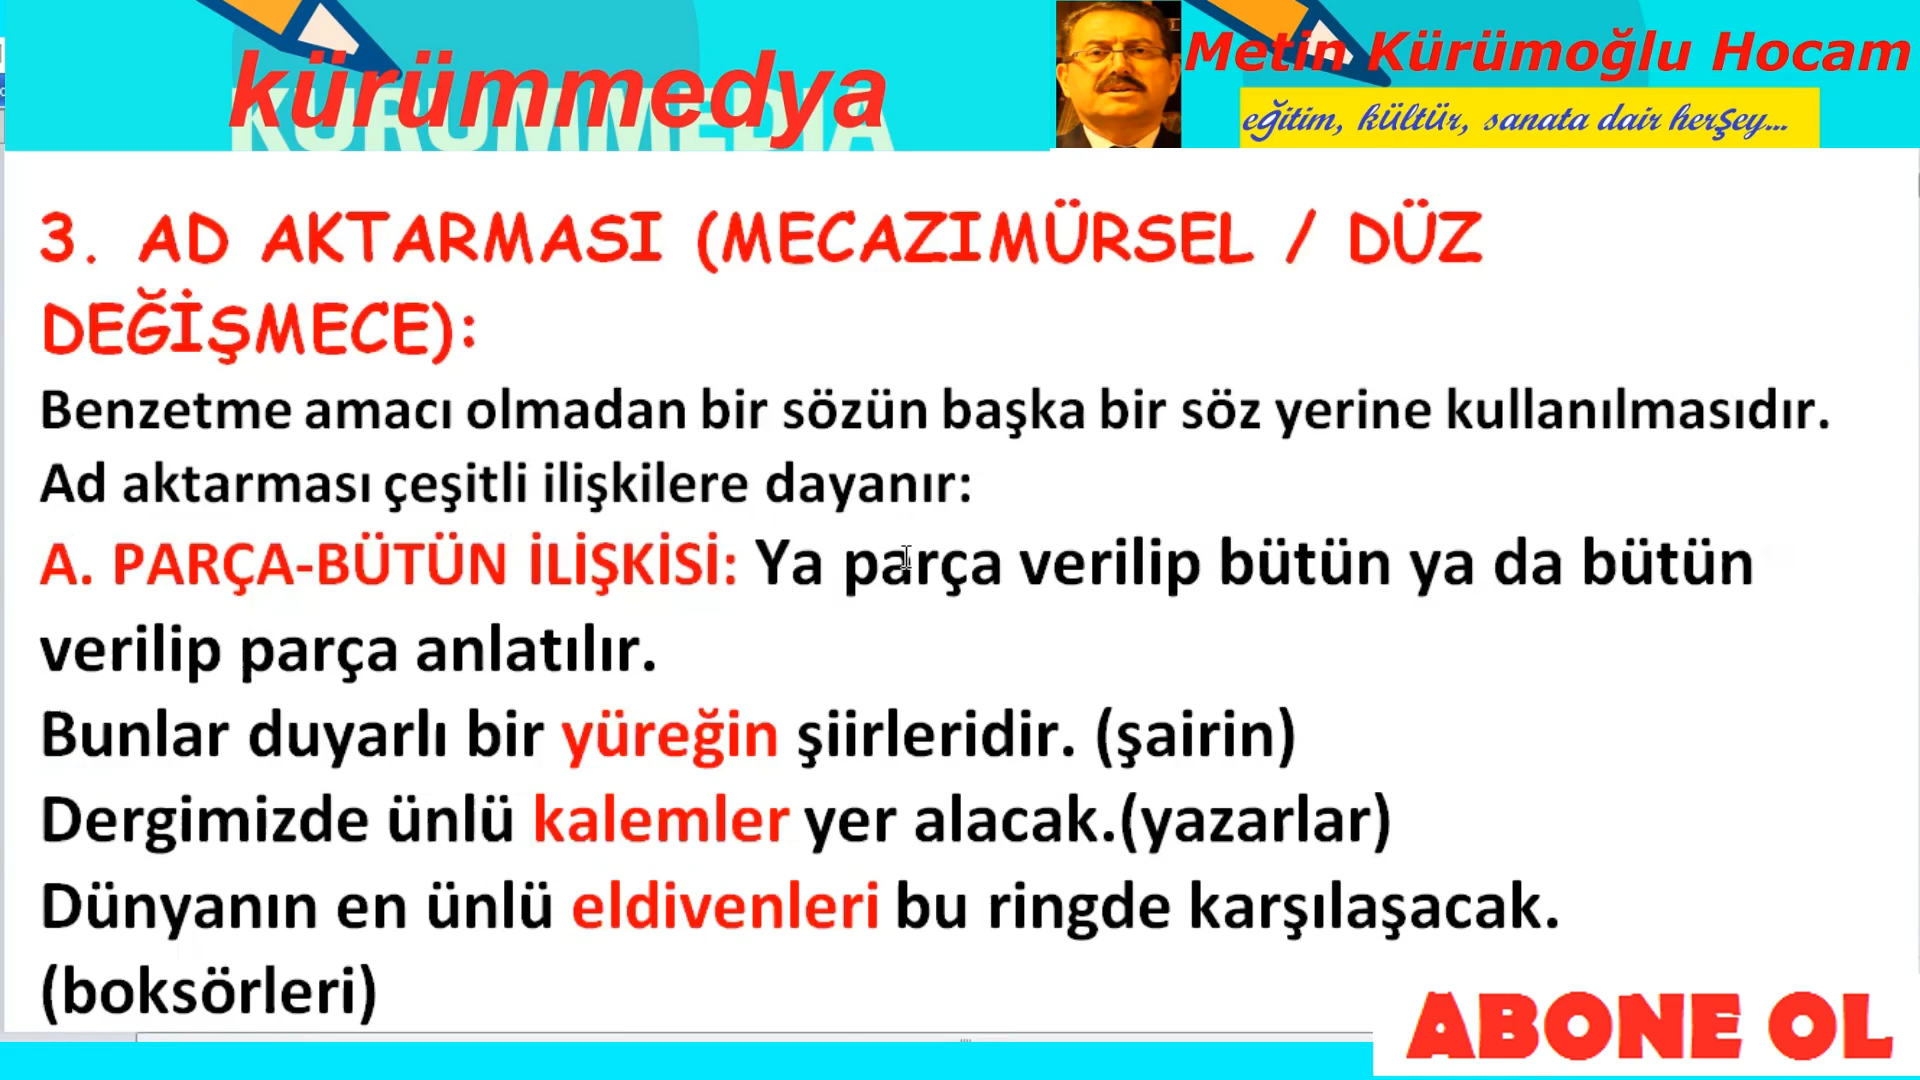 kürümmedya
KÜRÜMMEDIA
Metin Kürümoğlu Hocam
eğitim, kültür, sanata dair herşey...
3. AD AKTARMASI (MECAZIMÜRSEL / DÜZ
DEĞİŞMECE):
Benzetme amacı olmadan bir sözün başka bir söz yerine kullanılmasıdır.
Ad aktarması çeşitli ilişkilere dayanır:
A. PARÇA-BÜTÜN İLİŞKİSİ: Ya parça verilip bütün ya da bütün
verilip parça anlatılır.
Bunlar duyarlı bir yüreğin şiirleridir. (şairin)
Dergimizde ünlü kalemler yer alacak.(yazarlar)
Dünyanın en ünlü eldivenleri bu ringde karşılaşacak.
(boksörleri)
ABONE OL